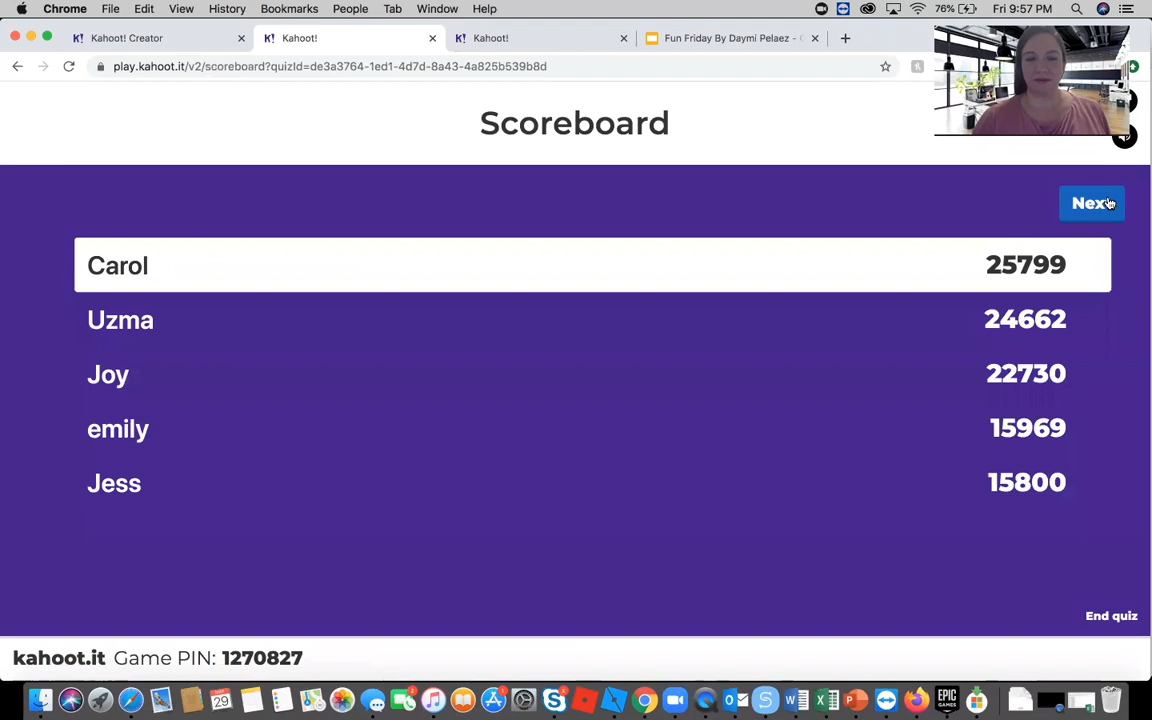 Chrome File Edit View History Bookmarks People Tab Window Help 76% Fri 9:57 PM
K! Kahoot! Creator K! Kahoot! K! Kahoot! Fun Friday By Daymi Pelaez -
play.kahoot.it/v2/scoreboard?quizId=de3a3764-1ed1-4d7d-8a43-4a825b539b8d
Scoreboard
Next
Carol 25799
Uzma 24662
Joy 22730
emily 15969
Jess 15800
End quiz
kahoot.it Game PIN: 1270827